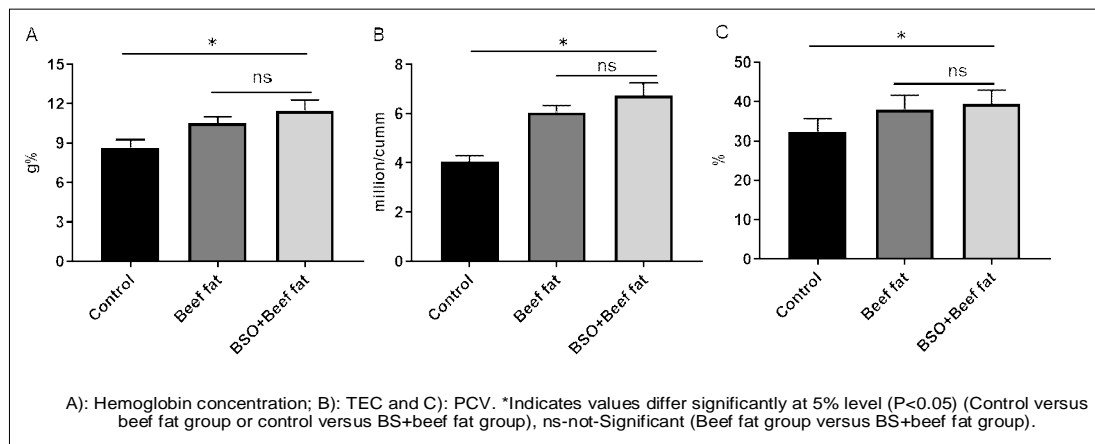 A
B
C
*
*
*
ns
ns
ns
15
12
9
6
3
0
g%
Control
Beef fat
BSO+Beef fat
8
6
4
2
0
million/cumm
Control
Beef fat
BSO+Beef fat
50
40
30
20
10
0
%
Control
Beef fat
BSO+Beef fat
A): Hemoglobin concentration; B): TEC and C): PCV. *Indicates values differ significantly at 5% level (P<0.05) (Control versus
beef fat group or control versus BS+beef fat group), ns-not-Significant (Beef fat group versus BS+beef fat group).